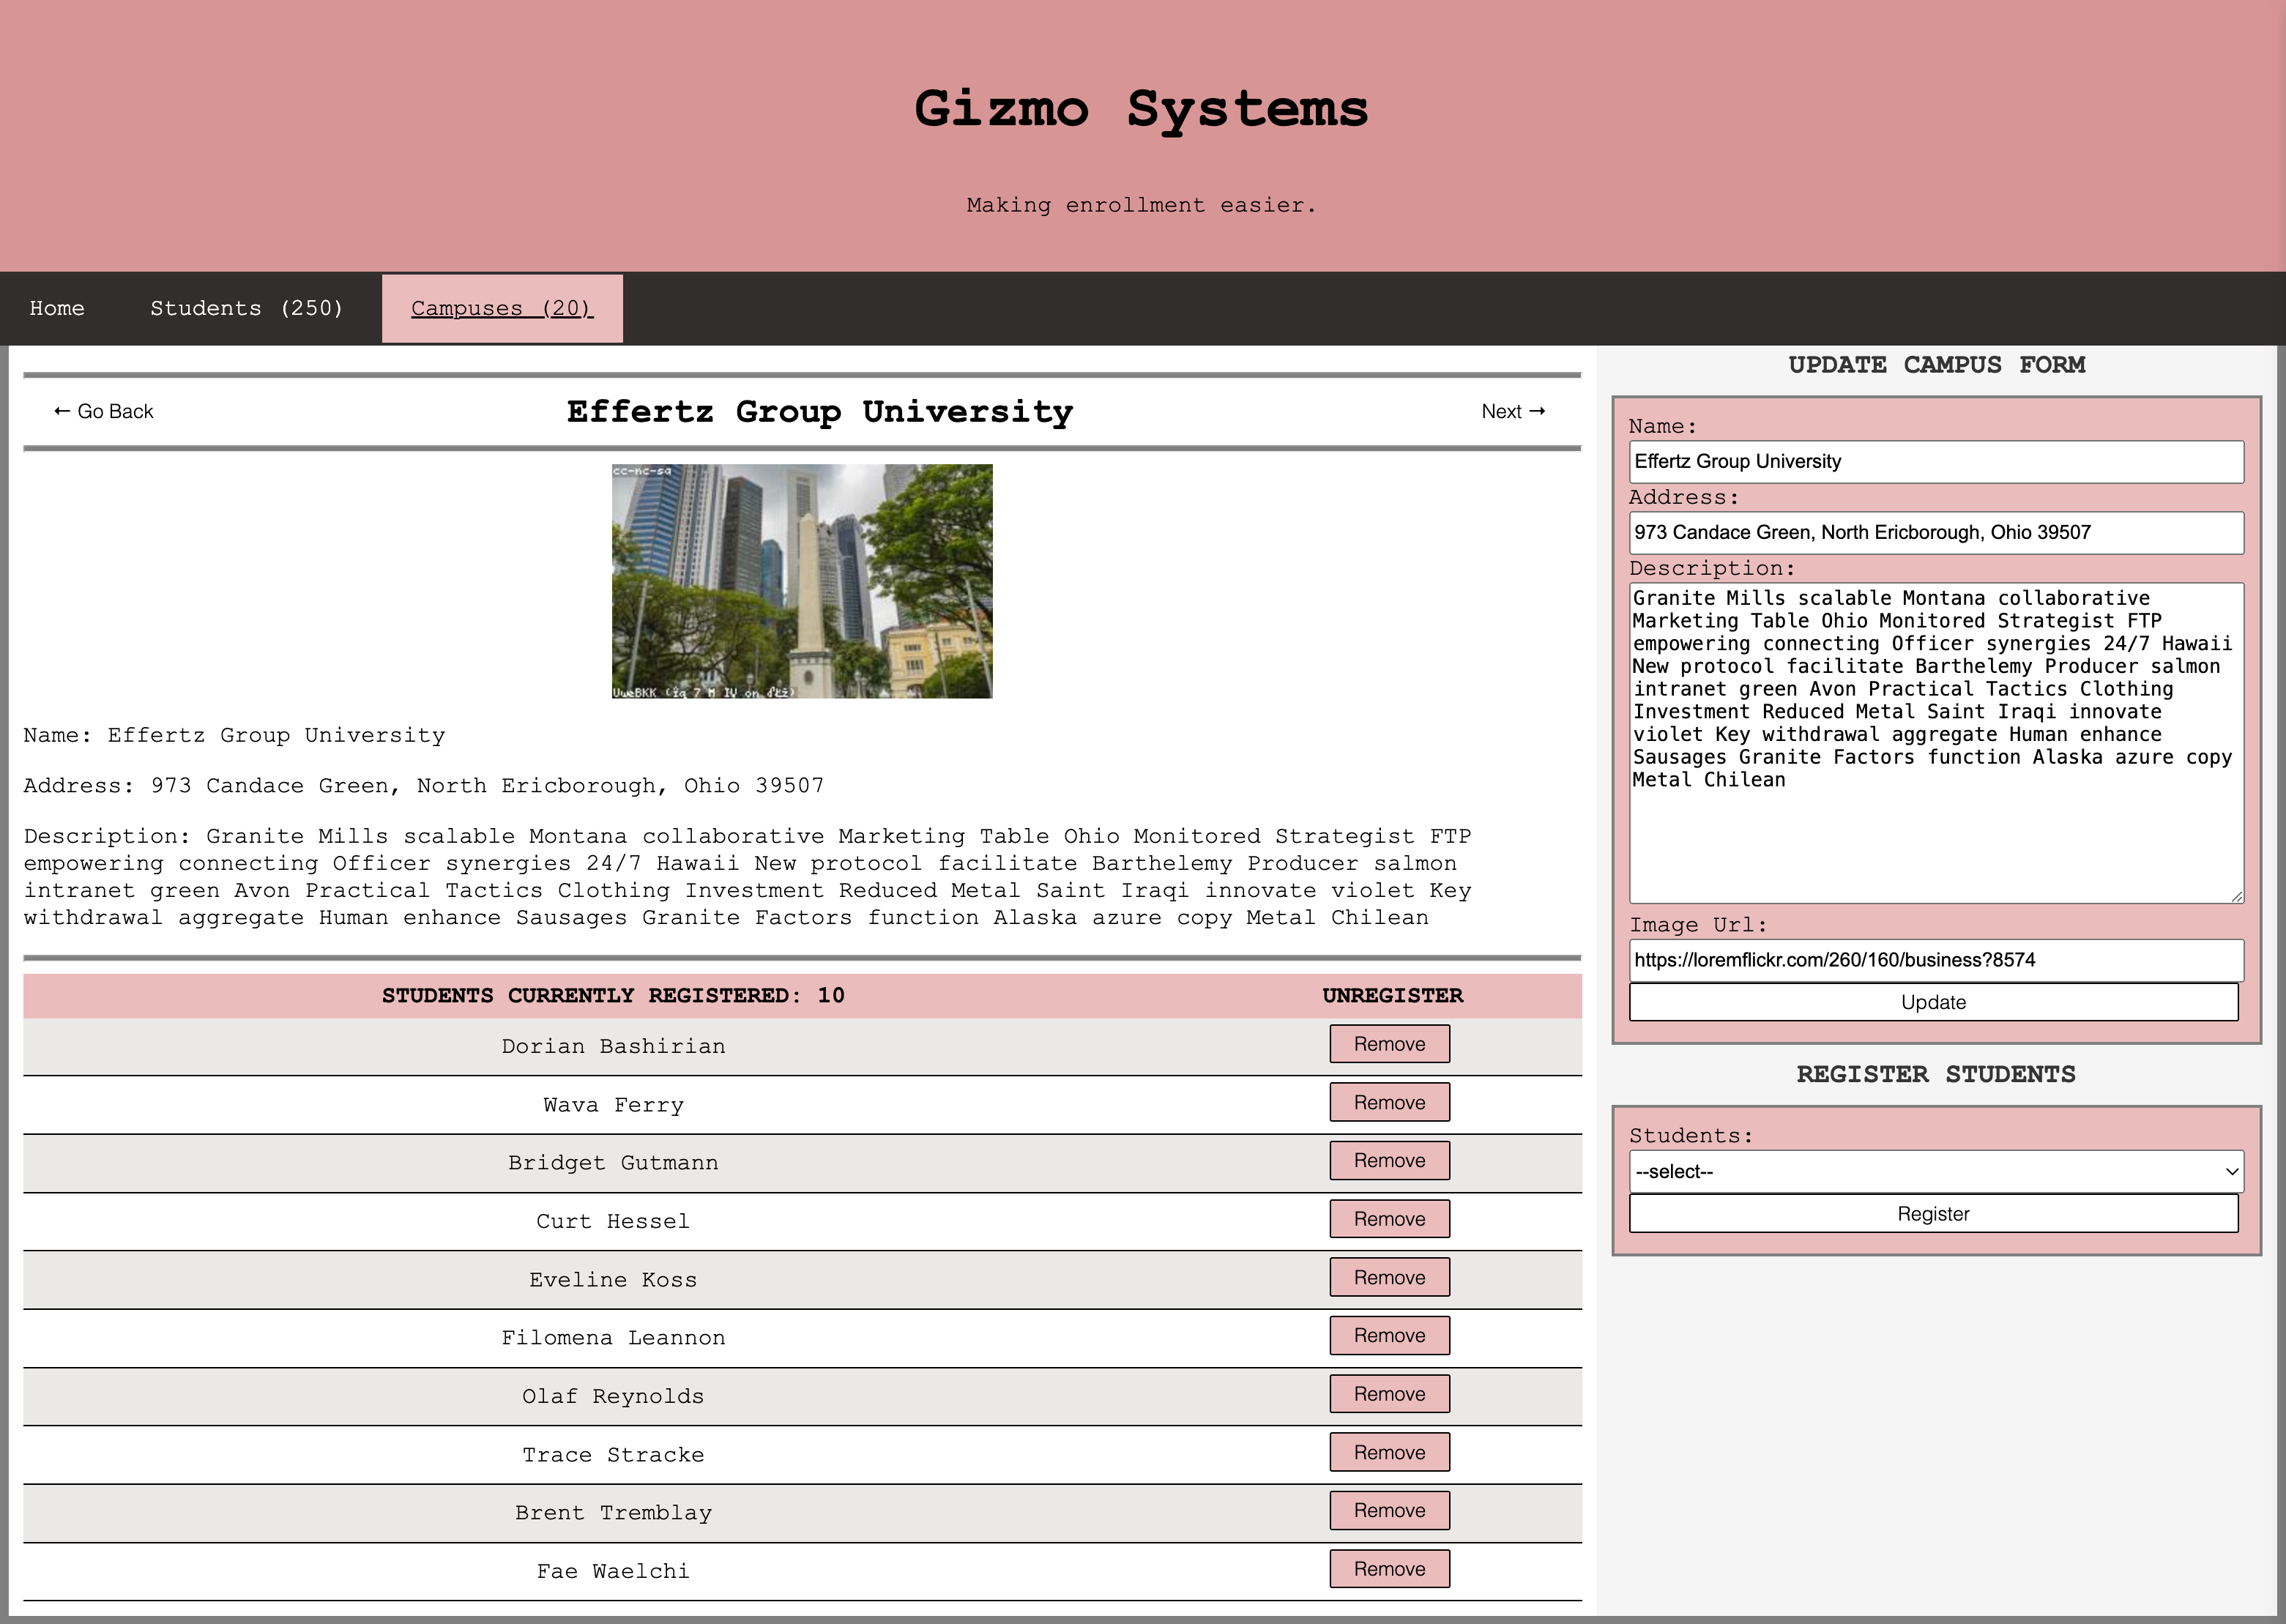 Gizmo Systems
Making enrollment easier.
Home Students (250) Campuses (20)
← Go Back Effertz Group University Next →
cc-nc-sa
Name: Effertz Group University
Address: 973 Candace Green, North Ericborough, Ohio 39507
Description: Granite Mills scalable Montana collaborative Marketing Table Ohio Monitored Strategist FTP
empowering connecting Officer synergies 24/7 Hawaii New protocol facilitate Barthelemy Producer salmon
intranet green Avon Practical Tactics Clothing Investment Reduced Metal Saint Iraqi innovate violet Key
withdrawal aggregate Human enhance Sausages Granite Factors function Alaska azure copy Metal Chilean
STUDENTS CURRENTLY REGISTERED: 10 UNREGISTER
Dorian Bashirian Remove
Wava Ferry Remove
Bridget Gutmann Remove
Curt Hessel Remove
Eveline Koss Remove
Filomena Leannon Remove
Olaf Reynolds Remove
Trace Stracke Remove
Brent Tremblay Remove
Fae Waelchi Remove
UPDATE CAMPUS FORM
Name:
Effertz Group University
Address:
973 Candace Green, North Ericborough, Ohio 39507
Description:
Granite Mills scalable Montana collaborative
Marketing Table Ohio Monitored Strategist FTP
empowering connecting Officer synergies 24/7 Hawaii
New protocol facilitate Barthelemy Producer salmon
intranet green Avon Practical Tactics Clothing
Investment Reduced Metal Saint Iraqi innovate
violet Key withdrawal aggregate Human enhance
Sausages Granite Factors function Alaska azure copy
Metal Chilean
Image Url:
https://loremflickr.com/260/160/business?8574
Update
REGISTER STUDENTS
Students:
--select--
Register